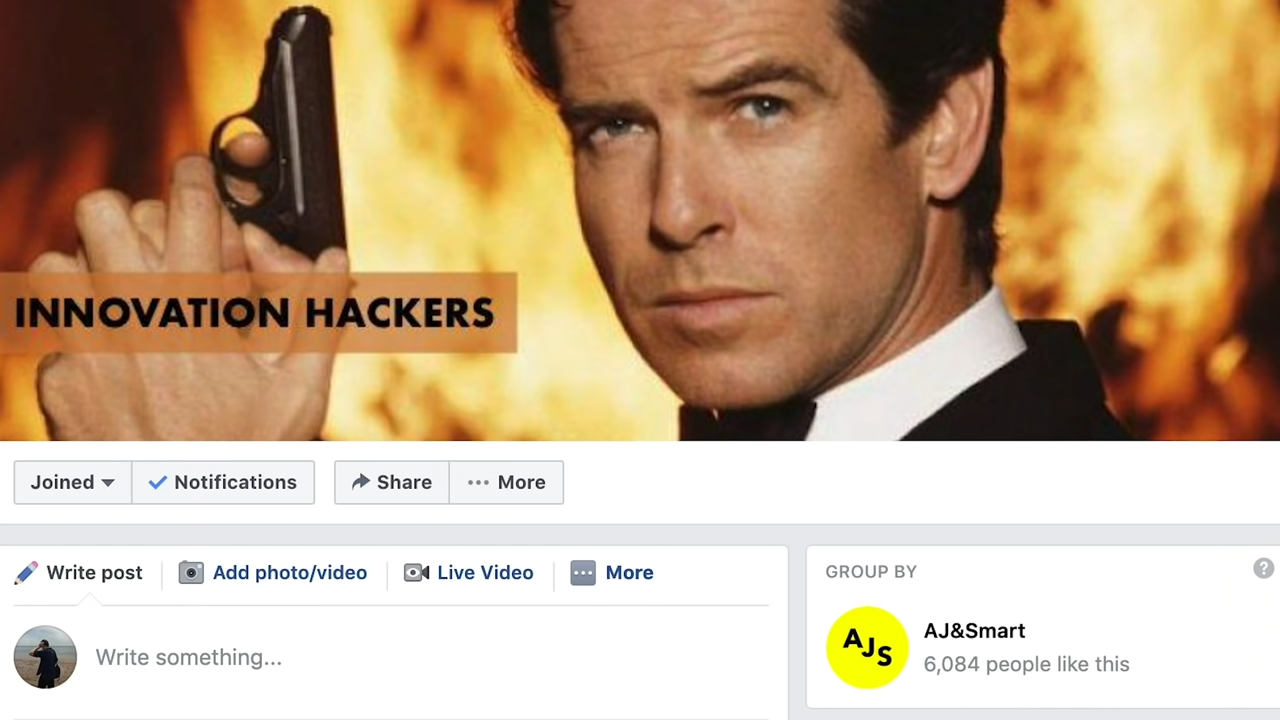 INNOVATION HACKERS
Joined
Notifications
Share
More
Write post
Add photo/video
Live Video
More
GROUP BY
?
Write something...
AJS
AJ&Smart
6,084 people like this